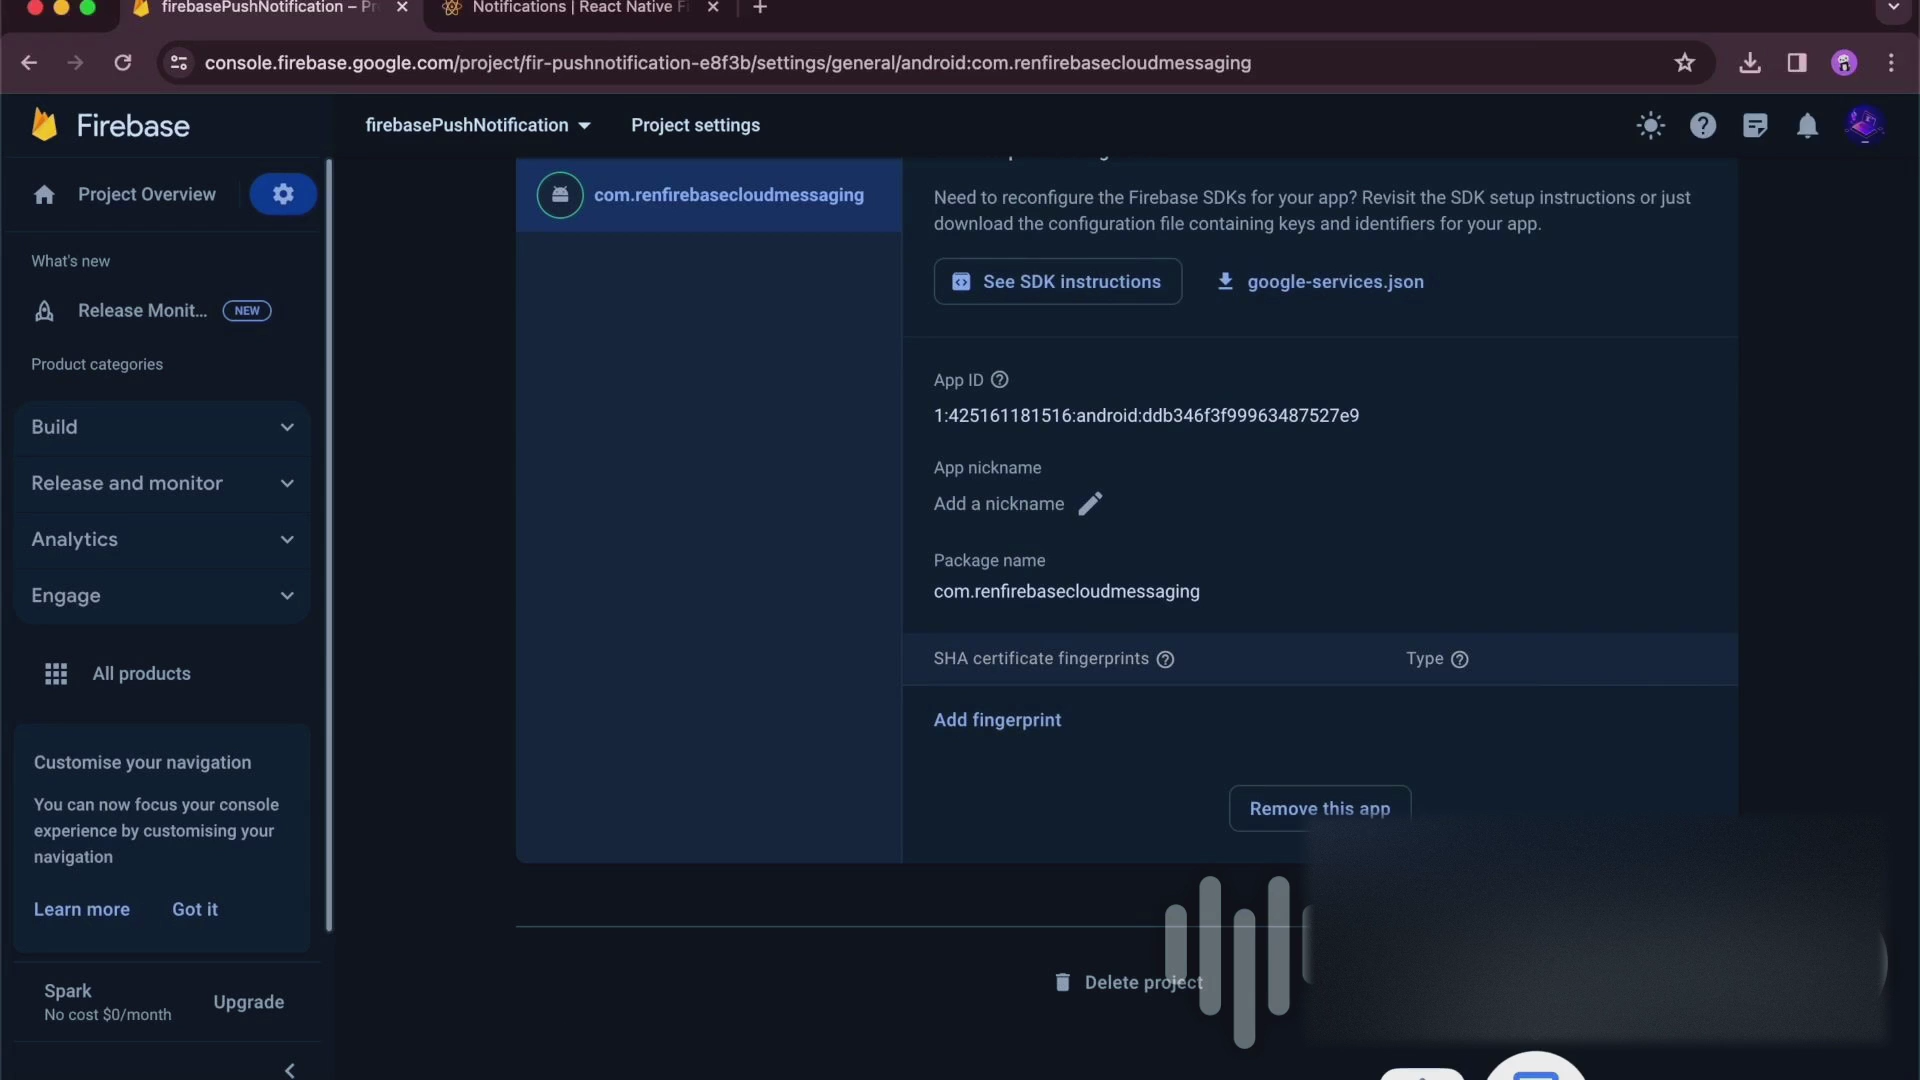 firebasePushNotification – Pr
Notifications | React Native Fi
console.firebase.google.com/project/fir-pushnotification-e8f3b/settings/general/android:com.renfirebasecloudmessaging
Firebase
firebasePushNotification
Project settings
Project Overview
What's new
Release Monit...
NEW
Product categories
Build
Release and monitor
Analytics
Engage
All products
Customise your navigation
You can now focus your console
experience by customising your
navigation
Learn more
Got it
Spark
No cost $0/month
Upgrade
com.renfirebasecloudmessaging
Need to reconfigure the Firebase SDKs for your app? Revisit the SDK setup instructions or just
download the configuration file containing keys and identifiers for your app.
See SDK instructions
google-services.json
App ID
1:425161181516:android:ddb346f3f99963487527e9
App nickname
Add a nickname
Package name
com.renfirebasecloudmessaging
SHA certificate fingerprints
Type
Add fingerprint
Remove this app
Delete project